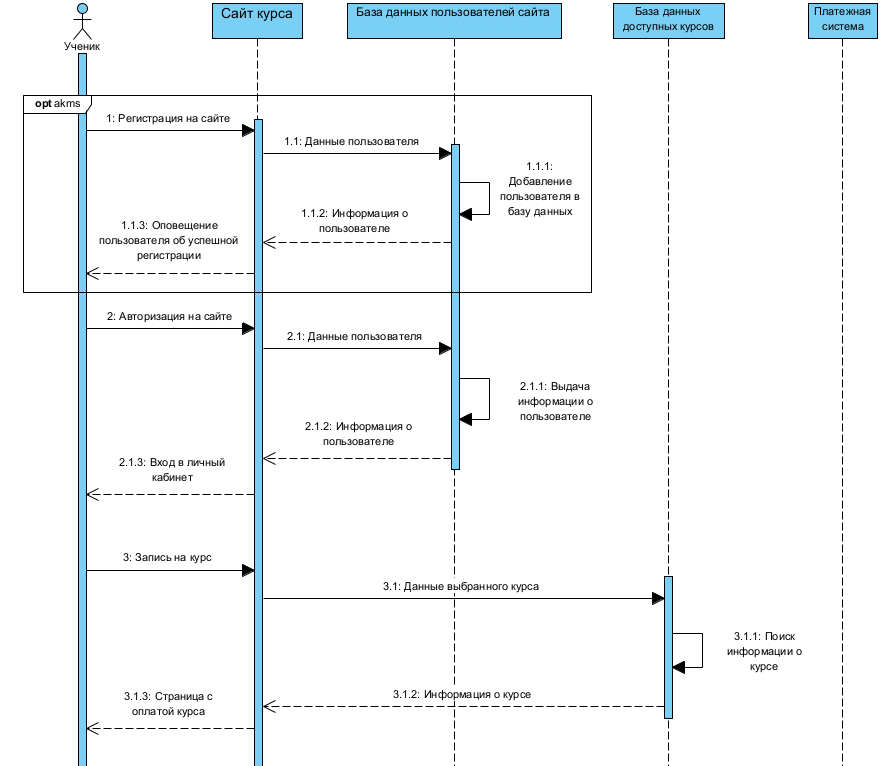 Ученик
Сайт курса
База данных пользователей сайта
База данных
доступных курсов
Платежная
система
opt akms
1: Регистрация на сайте
1.1: Данные пользователя
1.1.1:
Добавление
пользователя в
базу данных
1.1.2: Информация о
пользователе
1.1.3: Оповещение
пользователя об успешной
регистрации
2: Авторизация на сайте
2.1: Данные пользователя
2.1.1: Выдача
информации о
пользователе
2.1.2: Информация о
пользователе
2.1.3: Вход в личный
кабинет
3: Запись на курс
3.1: Данные выбранного курса
3.1.1: Поиск
информации о
курсе
3.1.2: Информация о курсе
3.1.3: Страница с
оплатой курса